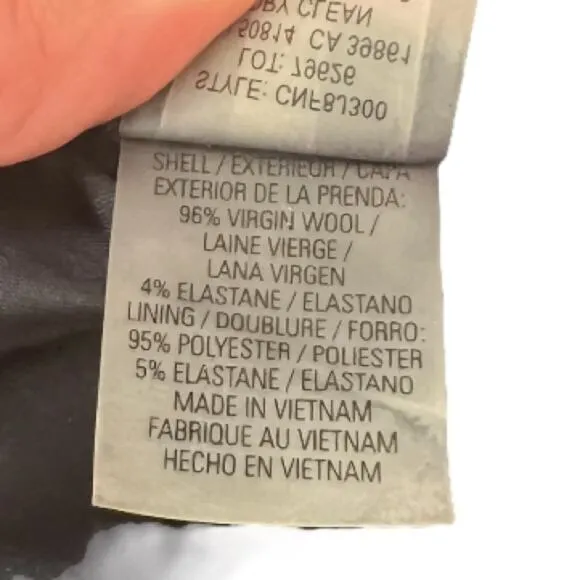 STYLE: CNF8J300
LOT: 79626
50814 CA 39861
DRY CLEAN
SHELL / EXTERIEUR / CAPA
EXTERIOR DE LA PRENDA:
96% VIRGIN WOOL /
LAINE VIERGE /
LANA VIRGEN
4% ELASTANE / ELASTANO
LINING / DOUBLURE / FORRO:
95% POLYESTER / POLIESTER
5% ELASTANE / ELASTANO
MADE IN VIETNAM
FABRIQUE AU VIETNAM
HECHO EN VIETNAM